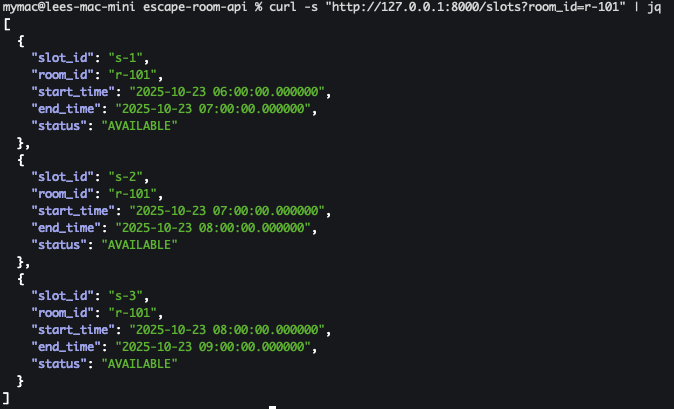 mymac@lees-mac-mini escape-room-api % curl -s "http://127.0.0.1:8000/slots?room_id=r-101" | jq
[
  {
    "slot_id": "s-1",
    "room_id": "r-101",
    "start_time": "2025-10-23 06:00:00.000000",
    "end_time": "2025-10-23 07:00:00.000000",
    "status": "AVAILABLE"
  },
  {
    "slot_id": "s-2",
    "room_id": "r-101",
    "start_time": "2025-10-23 07:00:00.000000",
    "end_time": "2025-10-23 08:00:00.000000",
    "status": "AVAILABLE"
  },
  {
    "slot_id": "s-3",
    "room_id": "r-101",
    "start_time": "2025-10-23 08:00:00.000000",
    "end_time": "2025-10-23 09:00:00.000000",
    "status": "AVAILABLE"
  }
]